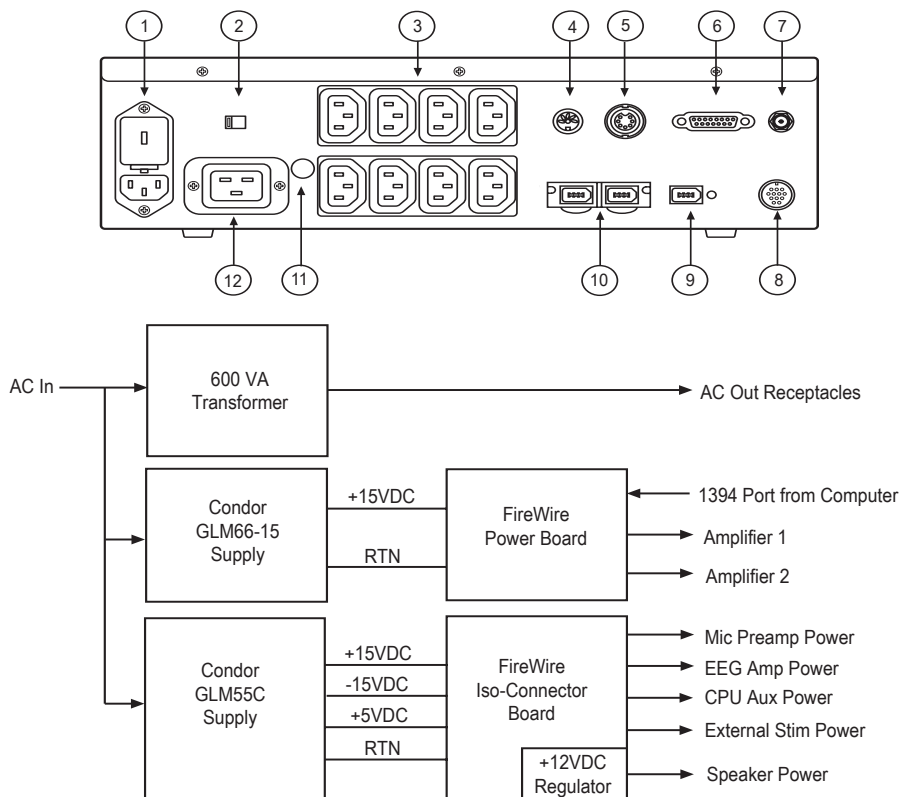 1 2 3 4 5 6 7
12 11 10 9 8
AC In
600 VA
Transformer
AC Out Receptacles
Condor
GLM66-15
Supply
+15VDC
RTN
FireWire
Power Board
1394 Port from Computer
Amplifier 1
Amplifier 2
Condor
GLM55C
Supply
+15VDC
-15VDC
+5VDC
RTN
FireWire
Iso-Connector
Board
+12VDC
Regulator
Mic Preamp Power
EEG Amp Power
CPU Aux Power
External Stim Power
Speaker Power